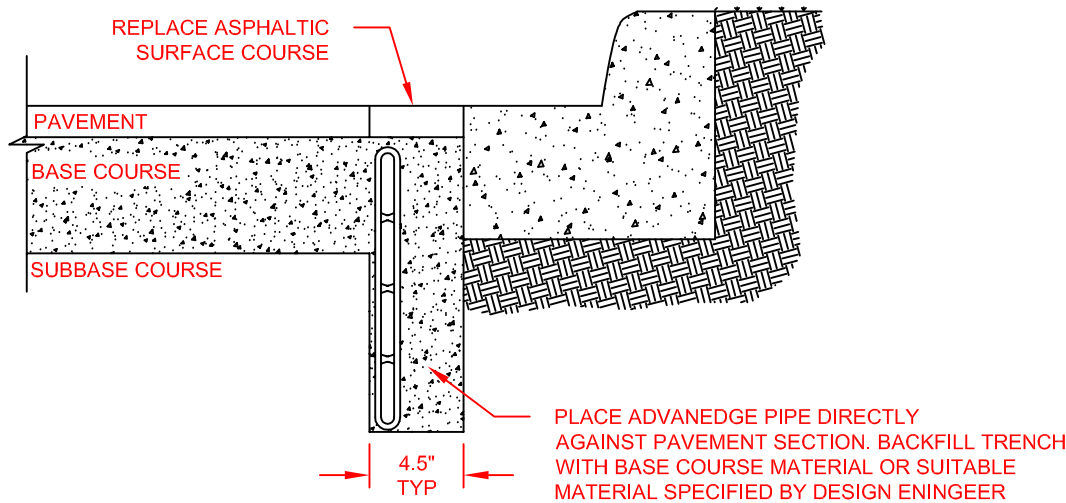 REPLACE ASPHALTIC
SURFACE COURSE
PAVEMENT
BASE COURSE
SUBBASE COURSE
PLACE ADVANEDGE PIPE DIRECTLY
AGAINST PAVEMENT SECTION. BACKFILL TRENCH
WITH BASE COURSE MATERIAL OR SUITABLE
MATERIAL SPECIFIED BY DESIGN ENINGEER
4.5"
TYP